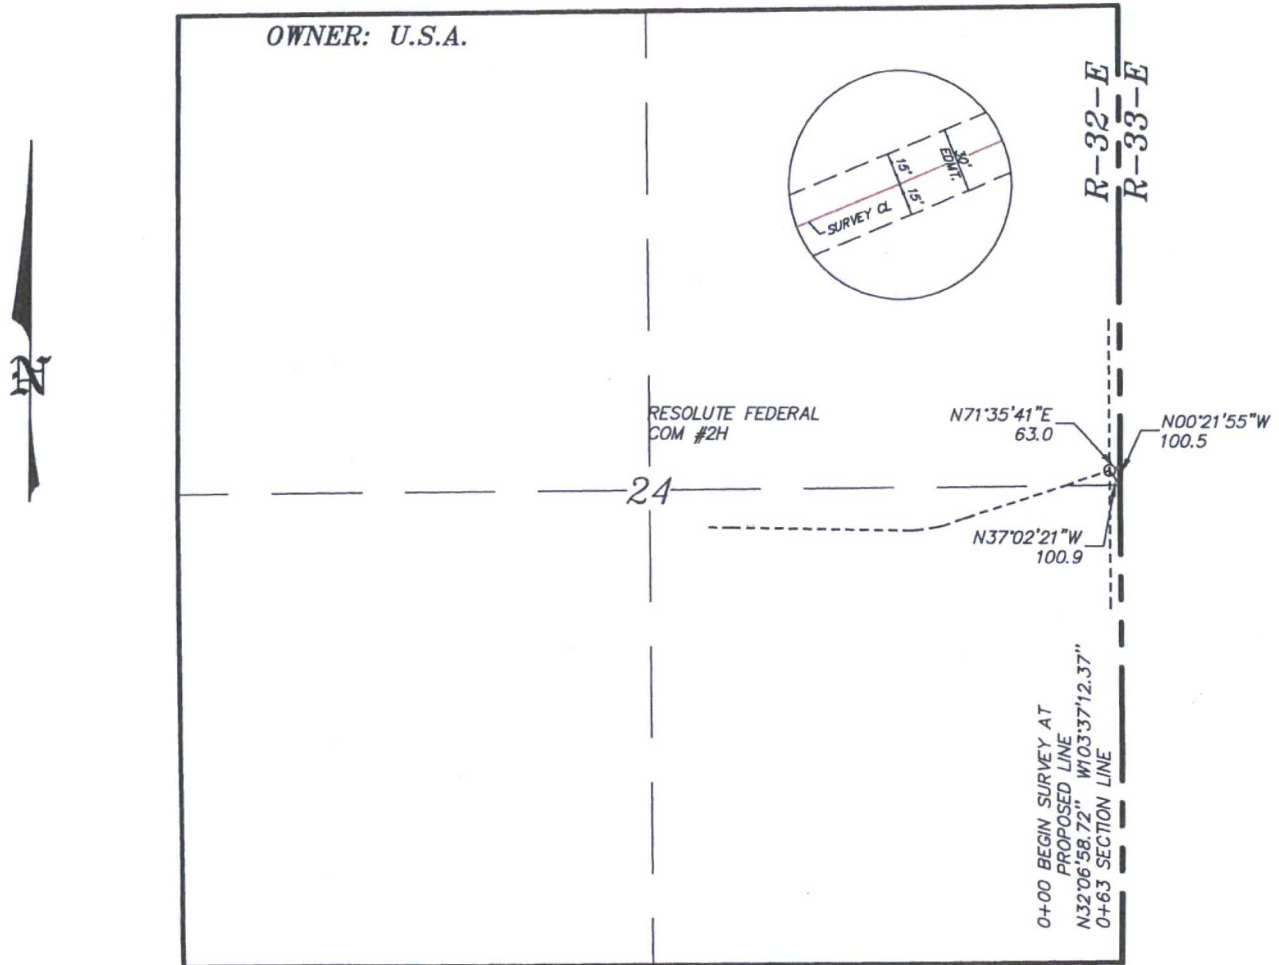 OWNER: U.S.A.
R-32-E
R-33-E
15'
15'
30'
EDMT.
SURVEY CL
N
RESOLUTE FEDERAL
COM #2H
N71°35'41"E
63.0
N00°21'55"W
100.5
24
N37°02'21"W
100.9
0+00 BEGIN SURVEY AT
PROPOSED LINE
N32°06'58.72" W103°37'12.37"
0+63 SECTION LINE